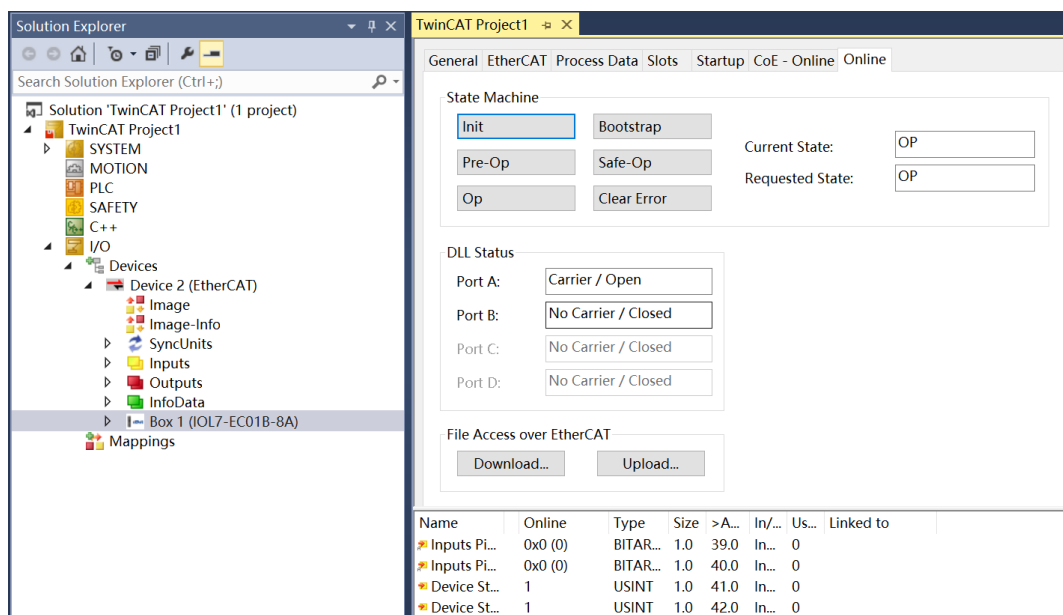 Solution Explorer
Search Solution Explorer (Ctrl+;)
Solution 'TwinCAT Project1' (1 project)
TwinCAT Project1
SYSTEM
MOTION
PLC
SAFETY
C++
I/O
Devices
Device 2 (EtherCAT)
Image
Image-Info
SyncUnits
Inputs
Outputs
InfoData
Box 1 (IOL7-EC01B-8A)
Mappings
TwinCAT Project1
General EtherCAT Process Data Slots Startup CoE - Online Online
State Machine
Init Bootstrap
Pre-Op Safe-Op
Op Clear Error
Current State: OP
Requested State: OP
DLL Status
Port A: Carrier / Open
Port B: No Carrier / Closed
Port C: No Carrier / Closed
Port D: No Carrier / Closed
File Access over EtherCAT
Download... Upload...
Name Online Type Size >A... In/... Us... Linked to
Inputs Pi... 0x0 (0) BITAR... 1.0 39.0 In... 0
Inputs Pi... 0x0 (0) BITAR... 1.0 40.0 In... 0
Device St... 1 USINT 1.0 41.0 In... 0
Device St... 1 USINT 1.0 42.0 In... 0